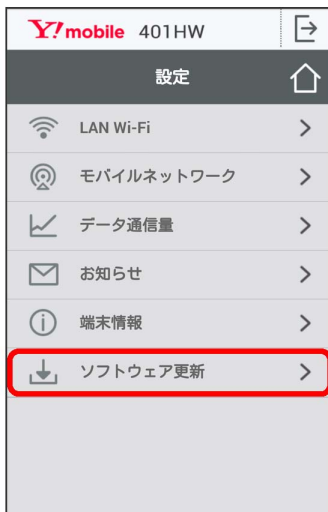 Y!mobile 401HW
設定
LAN Wi-Fi
モバイルネットワーク
データ通信量
お知らせ
端末情報
ソフトウェア更新